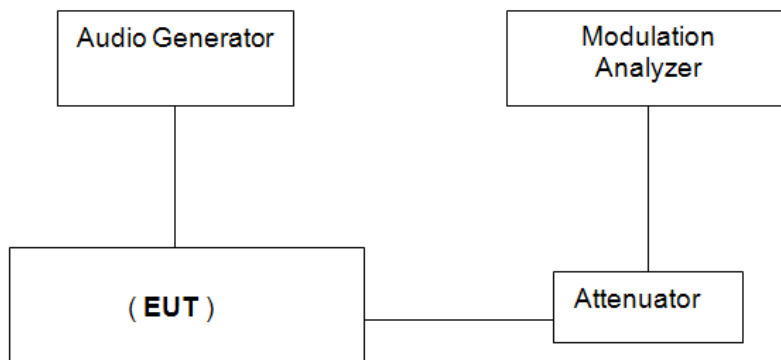 Audio Generator
Modulation
Analyzer
( EUT )
Attenuator